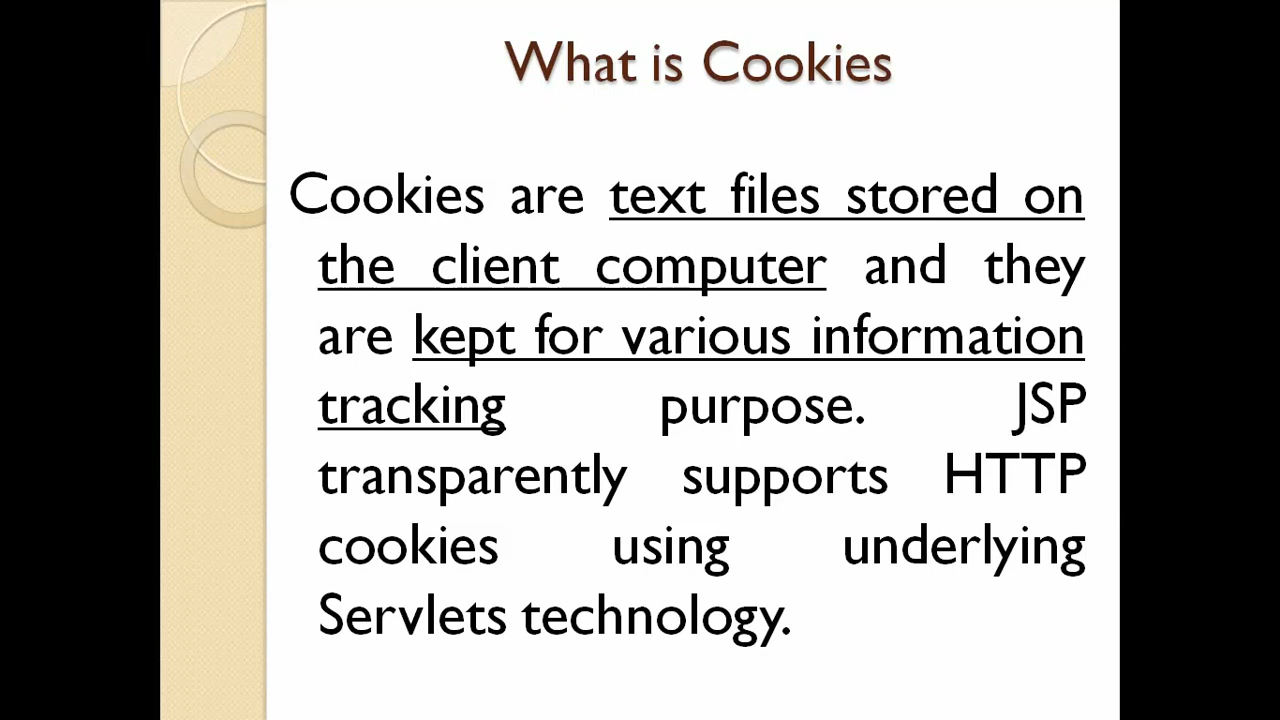 What is Cookies
Cookies are text files stored on
the client computer and they
are kept for various information
tracking purpose. JSP
transparently supports HTTP
cookies using underlying
Servlets technology.